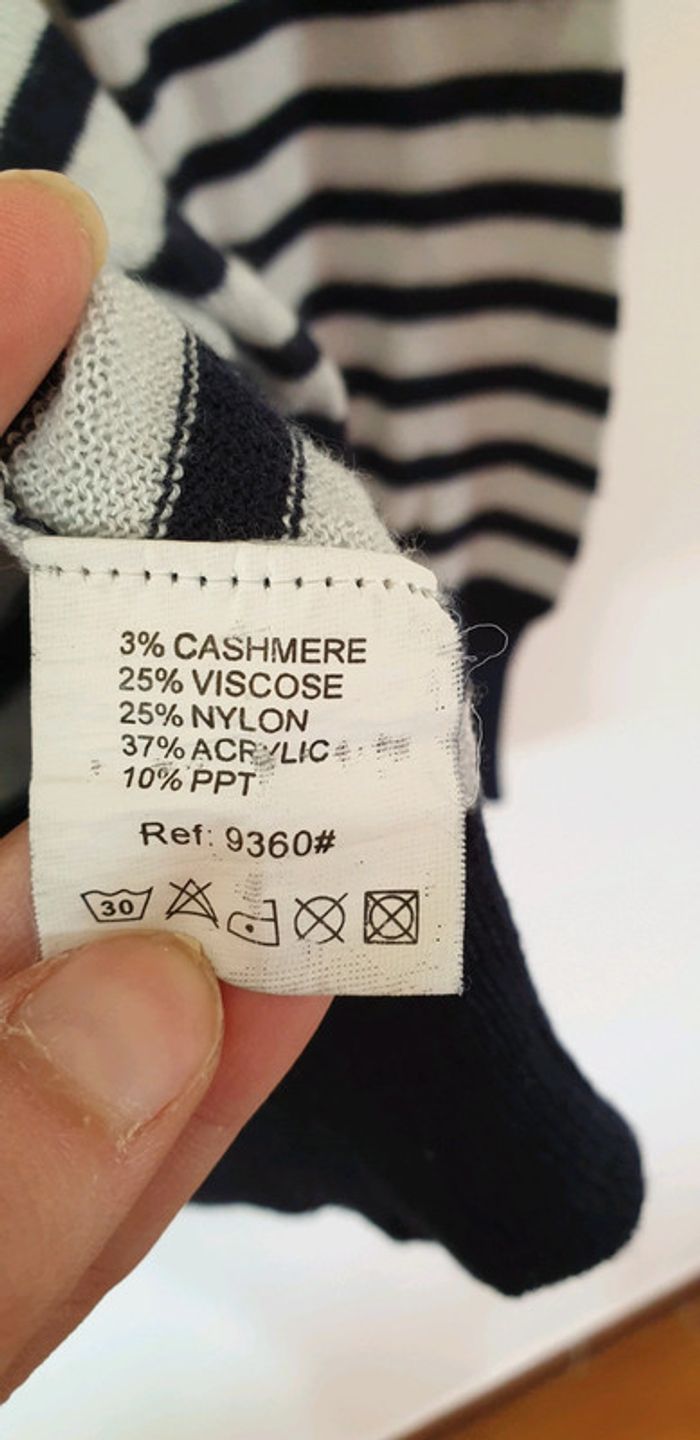 3% CASHMERE
25% VISCOSE
25% NYLON
37% ACRYLIC
10% PPT
Ref: 9360#
30